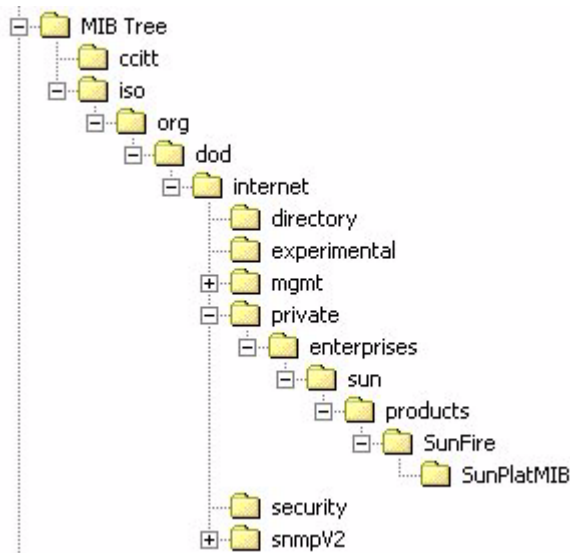 MIB Tree
ccitt
iso
org
dod
internet
directory
experimental
mgmt
private
enterprises
sun
products
SunFire
SunPlatMIB
security
snmpV2